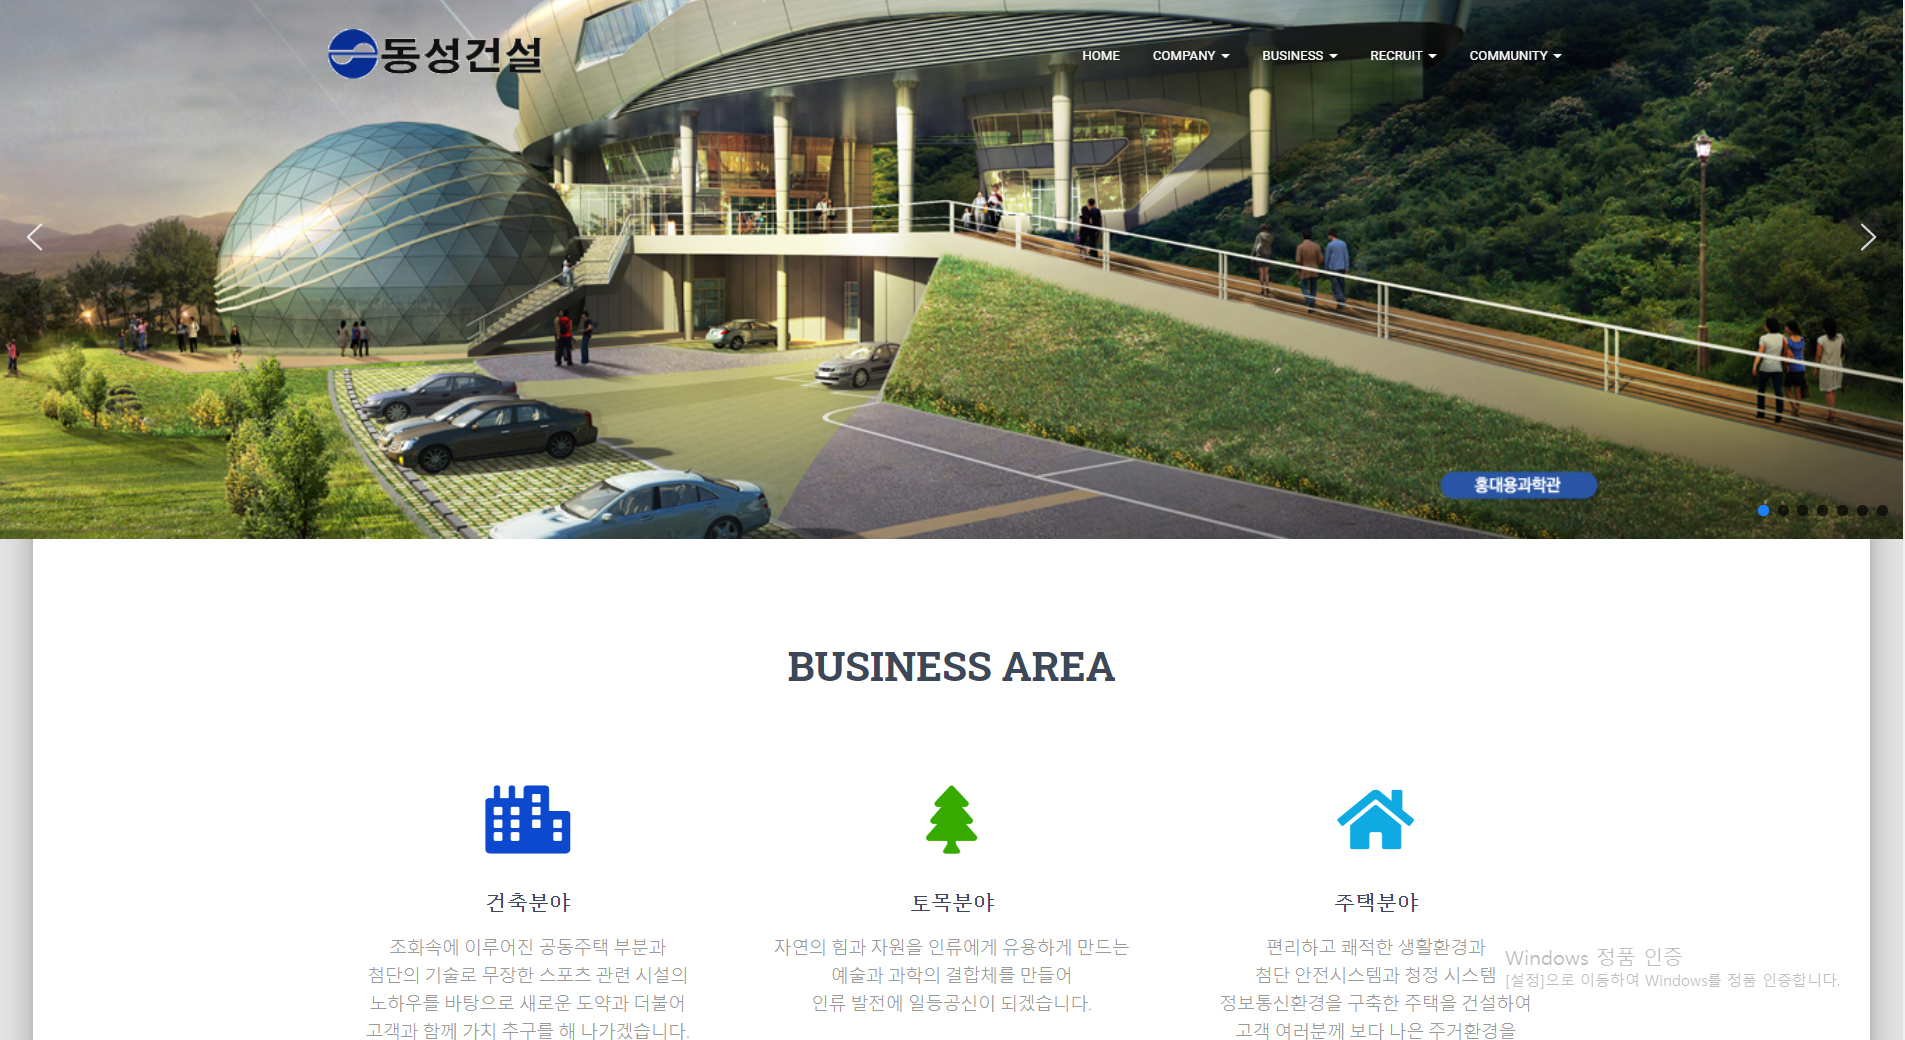 동성건설
HOME
COMPANY
BUSINESS
RECRUIT
COMMUNITY
홍대용과학관
BUSINESS AREA
건축분야
조화속에 이루어진 공동주택 부분과
첨단의 기술로 무장한 스포츠 관련 시설의
노하우를 바탕으로 새로운 도약과 더불어
고객과 함께 가치 추구를 해 나가겠습니다.
토목분야
자연의 힘과 자원을 인류에게 유용하게 만드는
예술과 과학의 결합체를 만들어
인류 발전에 일등공신이 되겠습니다.
주택분야
편리하고 쾌적한 생활환경과
첨단 안전시스템과 청정 시스템
정보통신환경을 구축한 주택을 건설하여
고객 여러분께 보다 나은 주거환경을
Windows 정품 인증
[설정]으로 이동하여 Windows를 정품 인증합니다.